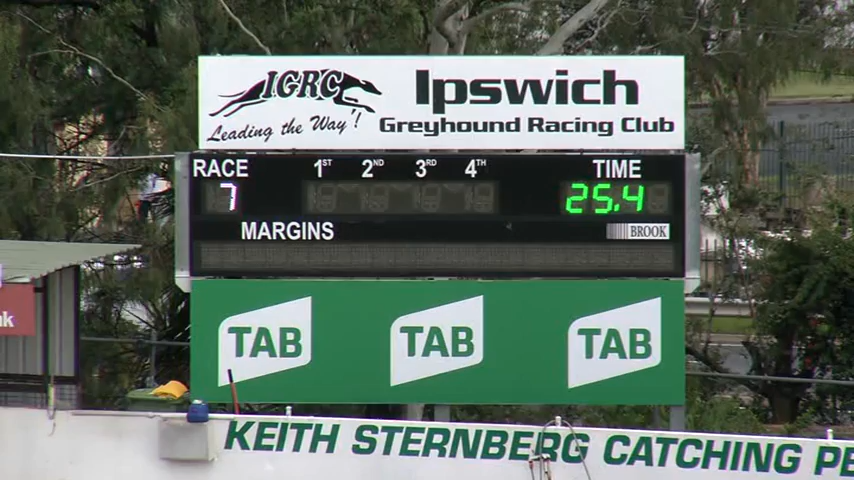 IGRC
Leading the Way'!
Ipswich
Greyhound Racing Club
RACE 1ST 2ND 3RD 4TH TIME
7 25.4
MARGINS BROOK
TAB TAB TAB
KEITH STERNBERG CATCHING PE